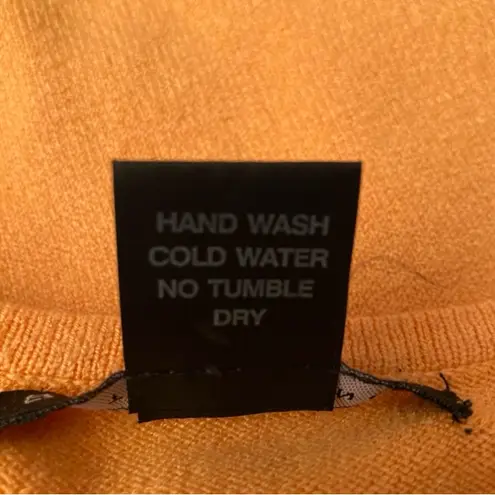 HAND WASH
COLD WATER
NO TUMBLE
DRY